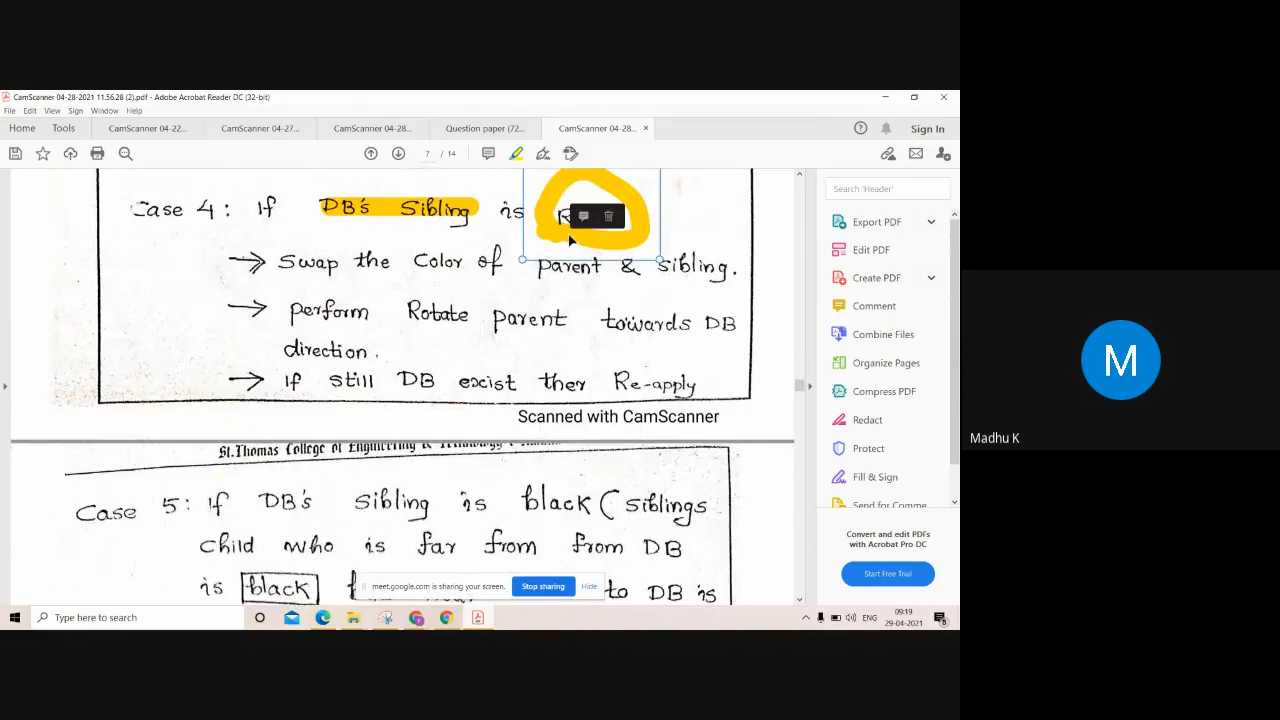 CamScanner 04-28-2021 11.56.28 (2).pdf - Adobe Acrobat Reader DC (32-bit)
File Edit View Sign Window Help
Home Tools CamScanner 04-22... CamScanner 04-27... CamScanner 04-28... Question paper (72... CamScanner 04-28... ×
Sign In
7 / 14
Case 4 : If DB's Sibling is R
→ Swap the Color of parent & sibling.
→ perform Rotate parent towards DB
direction.
→ if still DB excist then Re-apply
Scanned with CamScanner
St.Thomas College of Engineering & Technology
Case 5: if DB's sibling is black (siblings
child who is far from from DB
is black to DB is
meet.google.com is sharing your screen. Stop sharing Hide
Search 'Header'
Export PDF
Edit PDF
Create PDF
Comment
Combine Files
Organize Pages
Compress PDF
Redact
Protect
Fill & Sign
Send for Comme
Convert and edit PDFs
with Acrobat Pro DC
Start Free Trial
Type here to search
ENG
09:19
29-04-2021
8
M
Madhu K